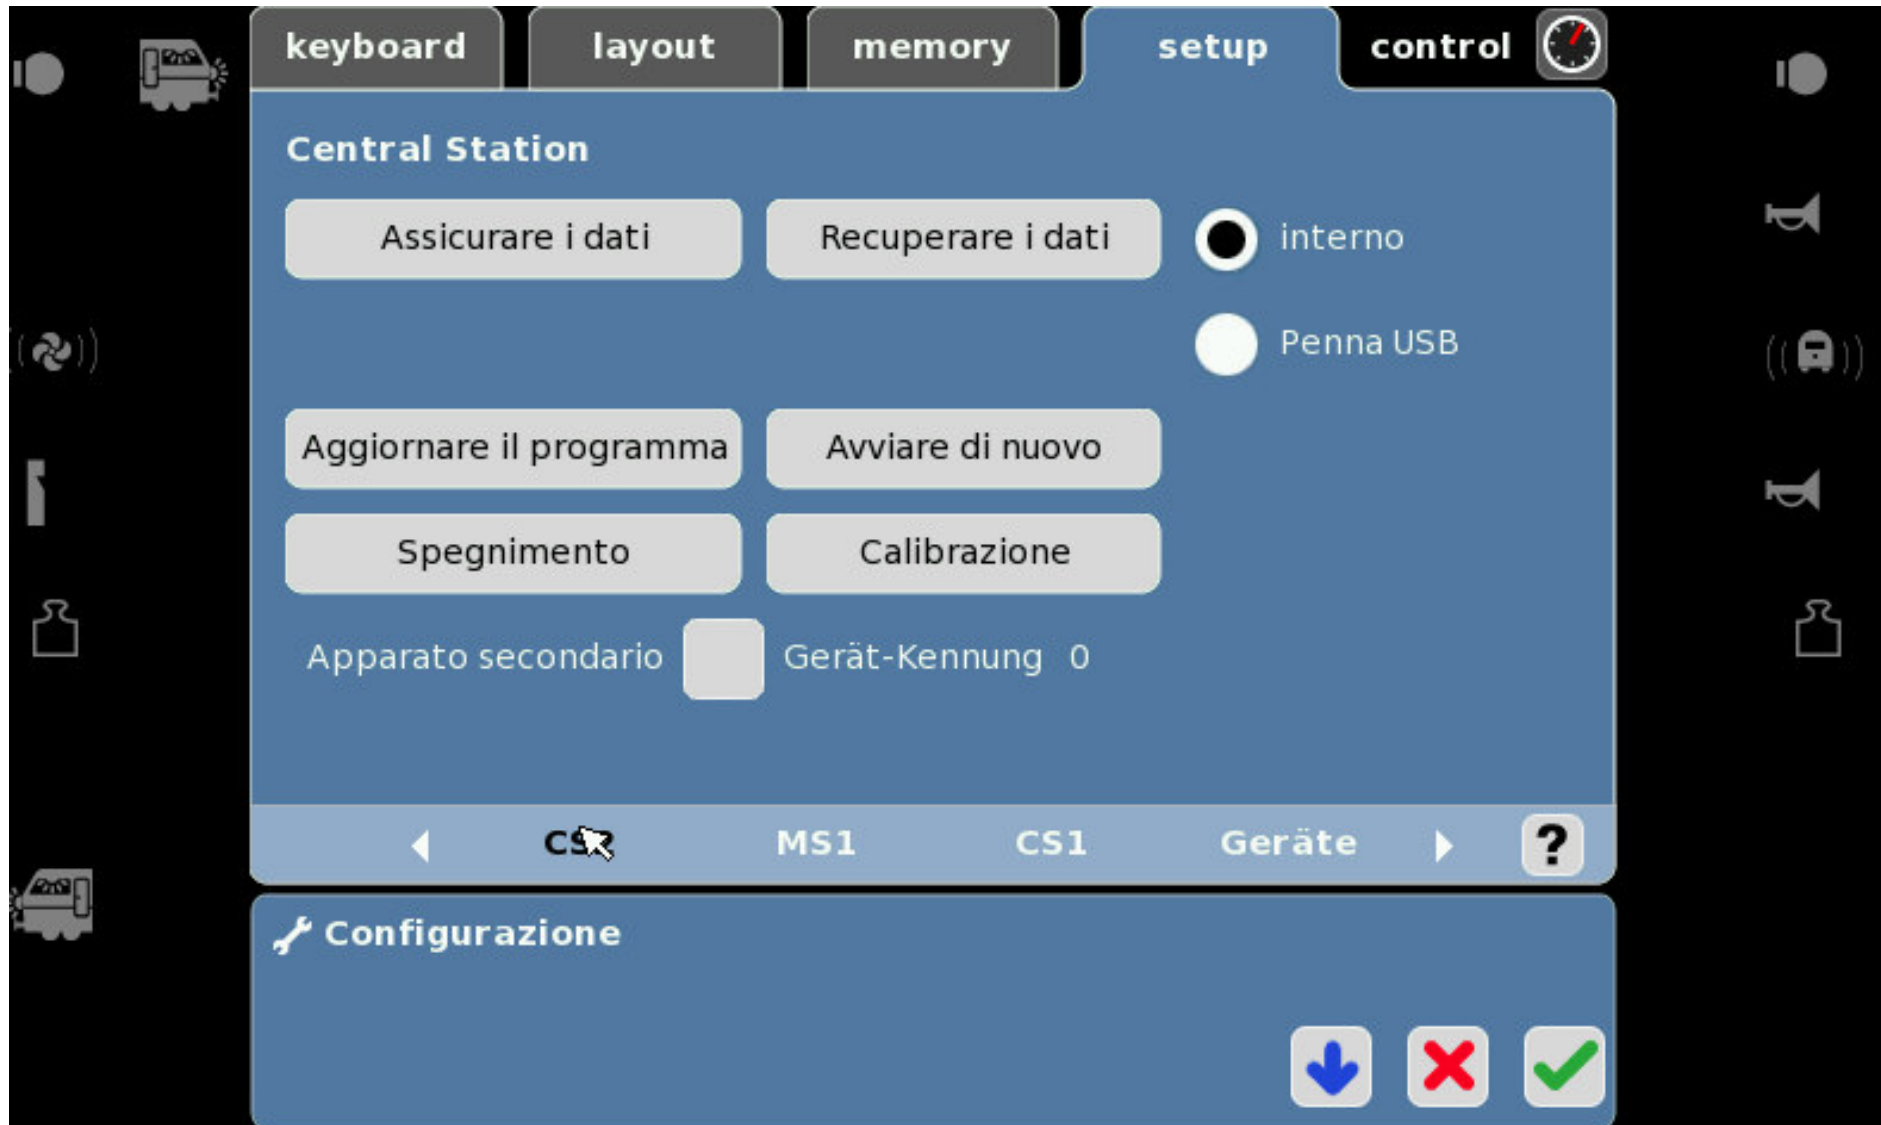 keyboard layout memory setup control
Central Station
Assicurare i dati Recuperare i dati interno
Penna USB
Aggiornare il programma Avviare di nuovo
Spegnimento Calibrazione
Apparato secondario Gerät-Kennung 0
CS2 MS1 CS1 Geräte ?
Configurazione